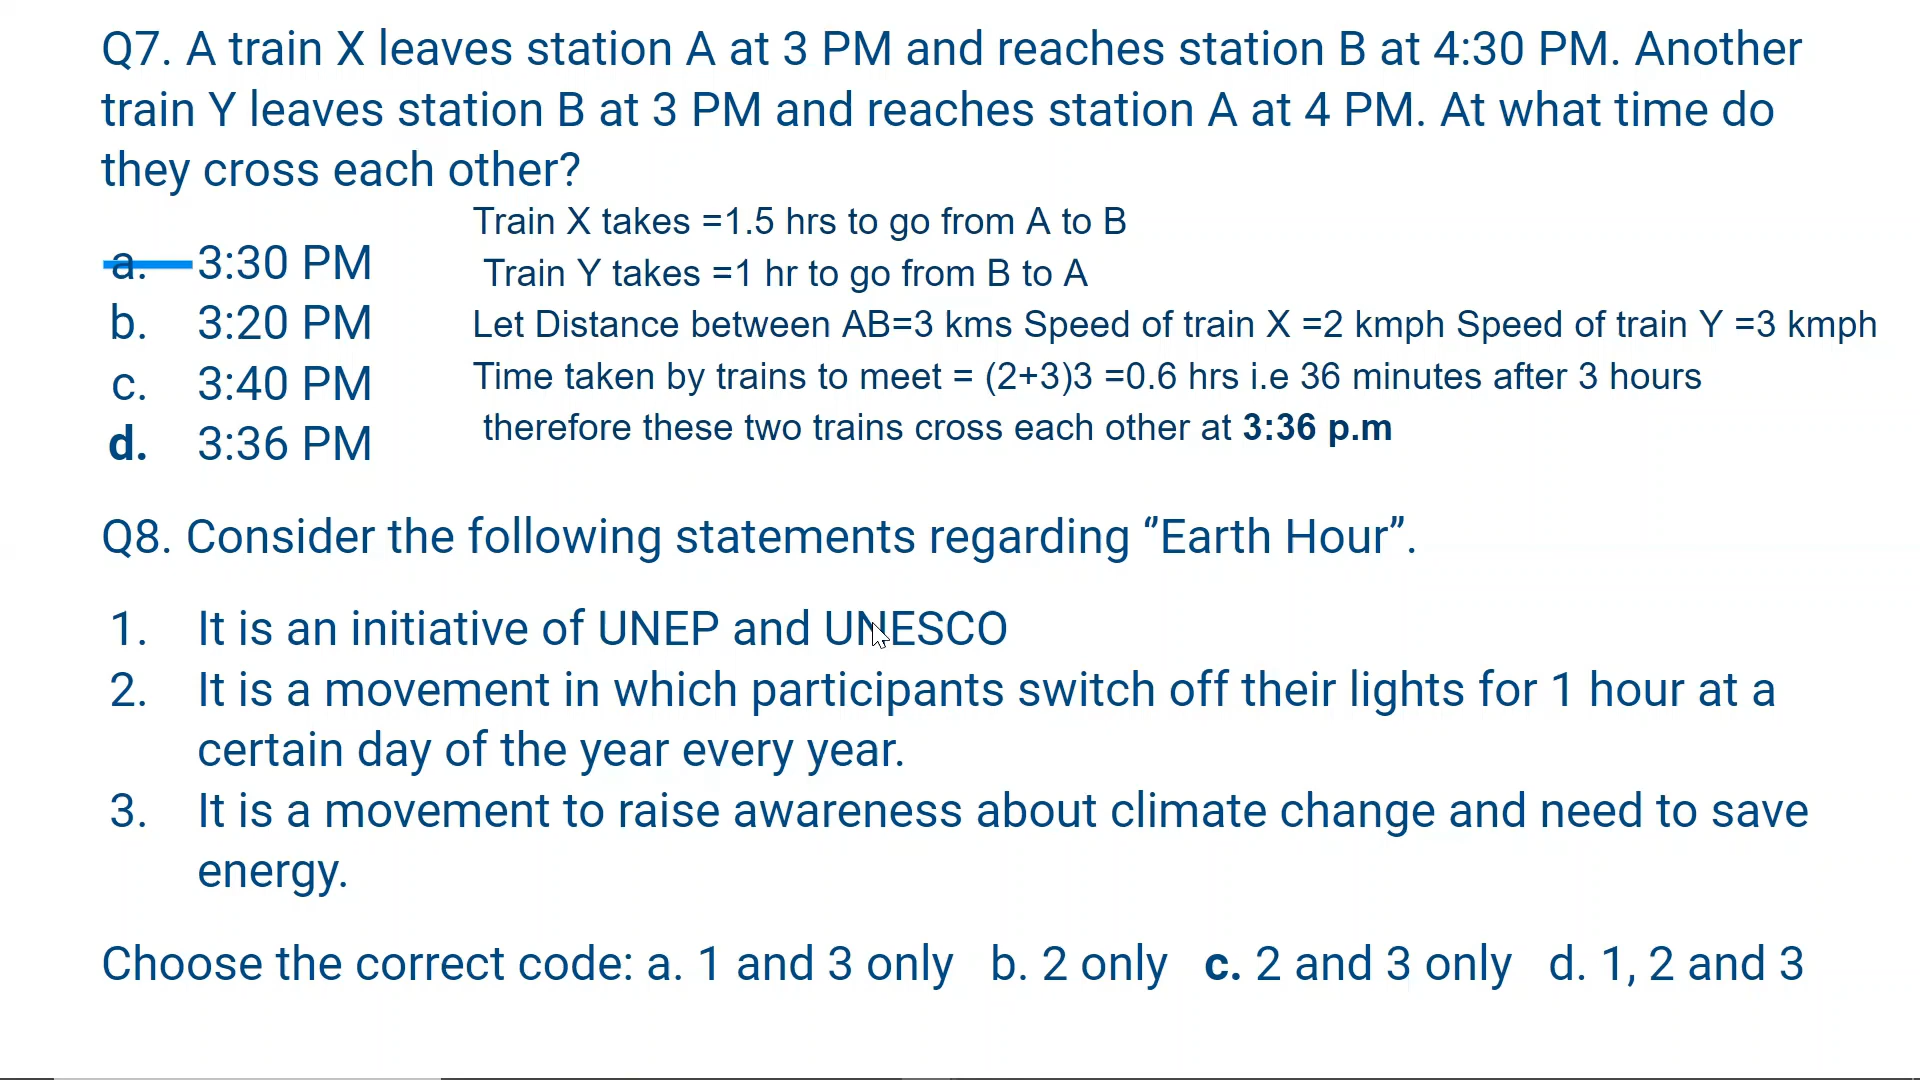 Q7. A train X leaves station A at 3 PM and reaches station B at 4:30 PM. Another
train Y leaves station B at 3 PM and reaches station A at 4 PM. At what time do
they cross each other?
Train X takes =1.5 hrs to go from A to B
a. 3:30 PM
Train Y takes =1 hr to go from B to A
b. 3:20 PM
Let Distance between AB=3 kms Speed of train X =2 kmph Speed of train Y =3 kmph
c. 3:40 PM
Time taken by trains to meet = (2+3)3 =0.6 hrs i.e 36 minutes after 3 hours
d. 3:36 PM
therefore these two trains cross each other at 3:36 p.m
Q8. Consider the following statements regarding “Earth Hour”.
1. It is an initiative of UNEP and UNESCO
2. It is a movement in which participants switch off their lights for 1 hour at a
certain day of the year every year.
3. It is a movement to raise awareness about climate change and need to save
energy.
Choose the correct code: a. 1 and 3 only b. 2 only c. 2 and 3 only d. 1, 2 and 3